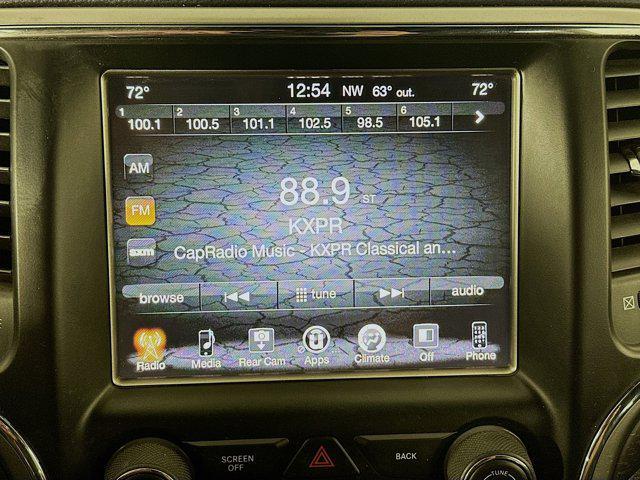 72° 12:54 NW 63° out. 72°
1 2 3 4 5 6
100.1 100.5 101.1 102.5 98.5 105.1
AM
88.9 ST
FM
KXPR
sxm CapRadio Music - KXPR Classical an...
browse tune audio
Radio Media Rear Cam Apps Climate Off Phone
SCREEN OFF BACK
TUNE